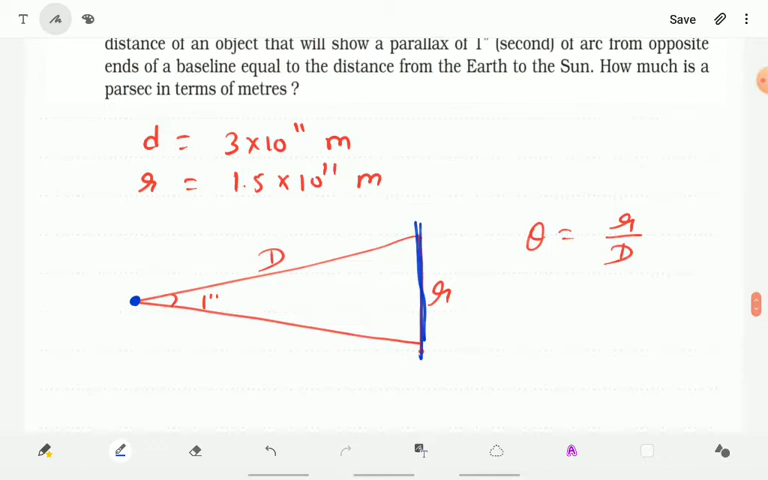 T
Save
distance of an object that will show a parallax of 1" (second) of arc from opposite
ends of a baseline equal to the distance from the Earth to the Sun. How much is a
parsec in terms of metres ?
d = 3 × 10¹¹ m
r = 1.5 × 10¹¹ m
θ = r/D
D
1"
r
A